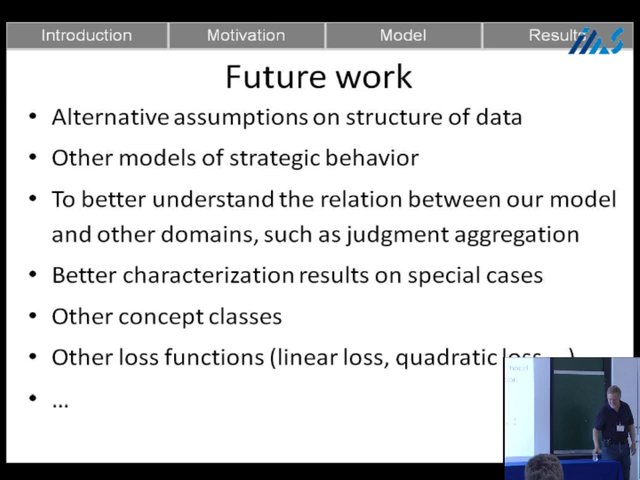 Introduction
Motivation
Model
Results
Future work
• Alternative assumptions on structure of data
• Other models of strategic behavior
• To better understand the relation between our model
and other domains, such as judgment aggregation
• Better characterization results on special cases
• Other concept classes
• Other loss functions (linear loss, quadratic loss,...)
• ...